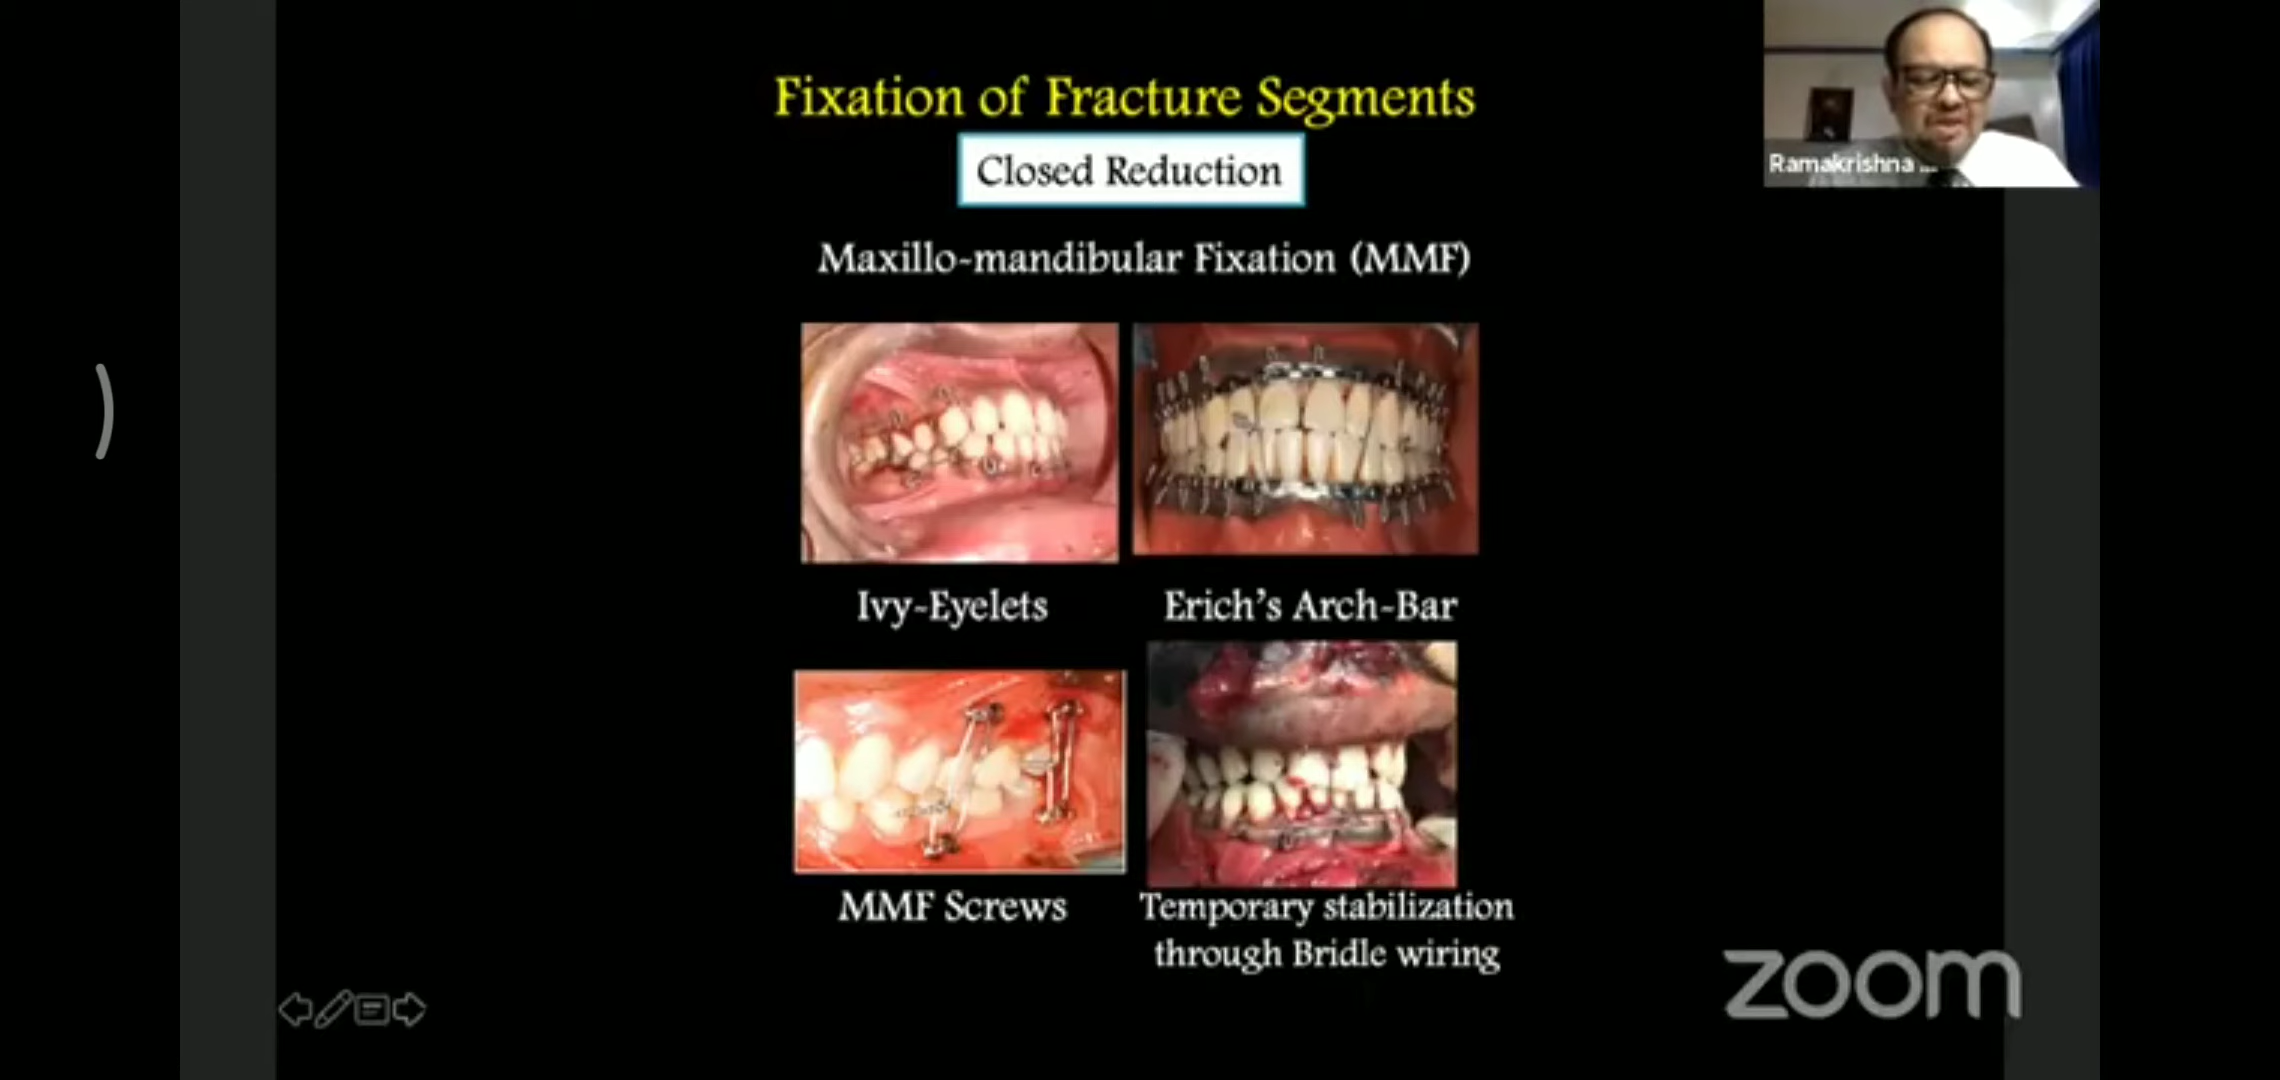 Fixation of Fracture Segments
Closed Reduction
Ramakrishna ...
Maxillo-mandibular Fixation (MMF)
Ivy-Eyelets
Erich's Arch-Bar
MMF Screws
Temporary stabilization
through Bridle wiring
zoom